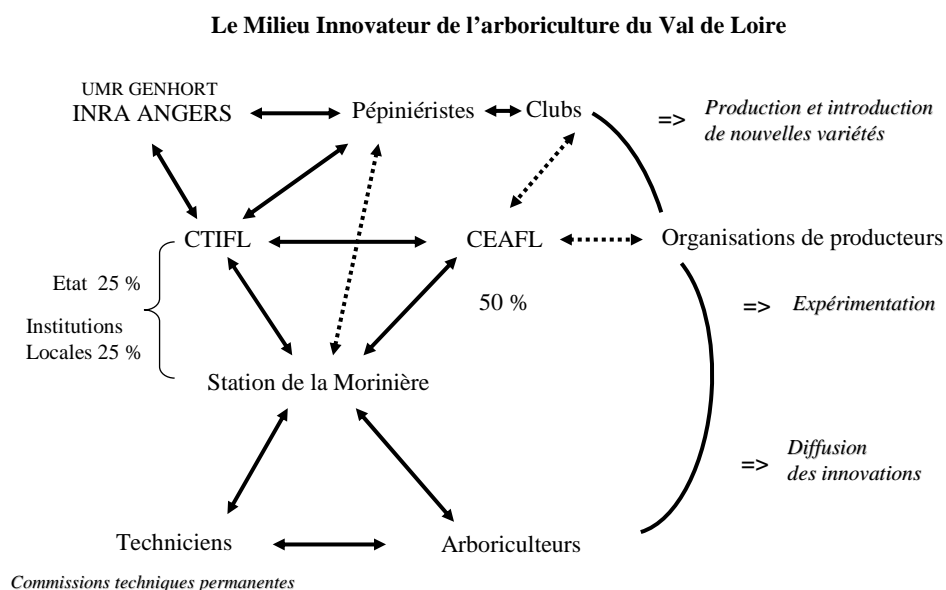 Le Milieu Innovateur de l'arboriculture du Val de Loire
UMR GENHORT
INRA ANGERS
Pépiniéristes
Clubs
=> Production et introduction
de nouvelles variétés
CTIFL
CEAFL
Organisations de producteurs
Etat 25 %
Institutions
Locales 25 %
50 %
=> Expérimentation
Station de la Morinière
=> Diffusion
des innovations
Techniciens
Arboriculteurs
Commissions techniques permanentes